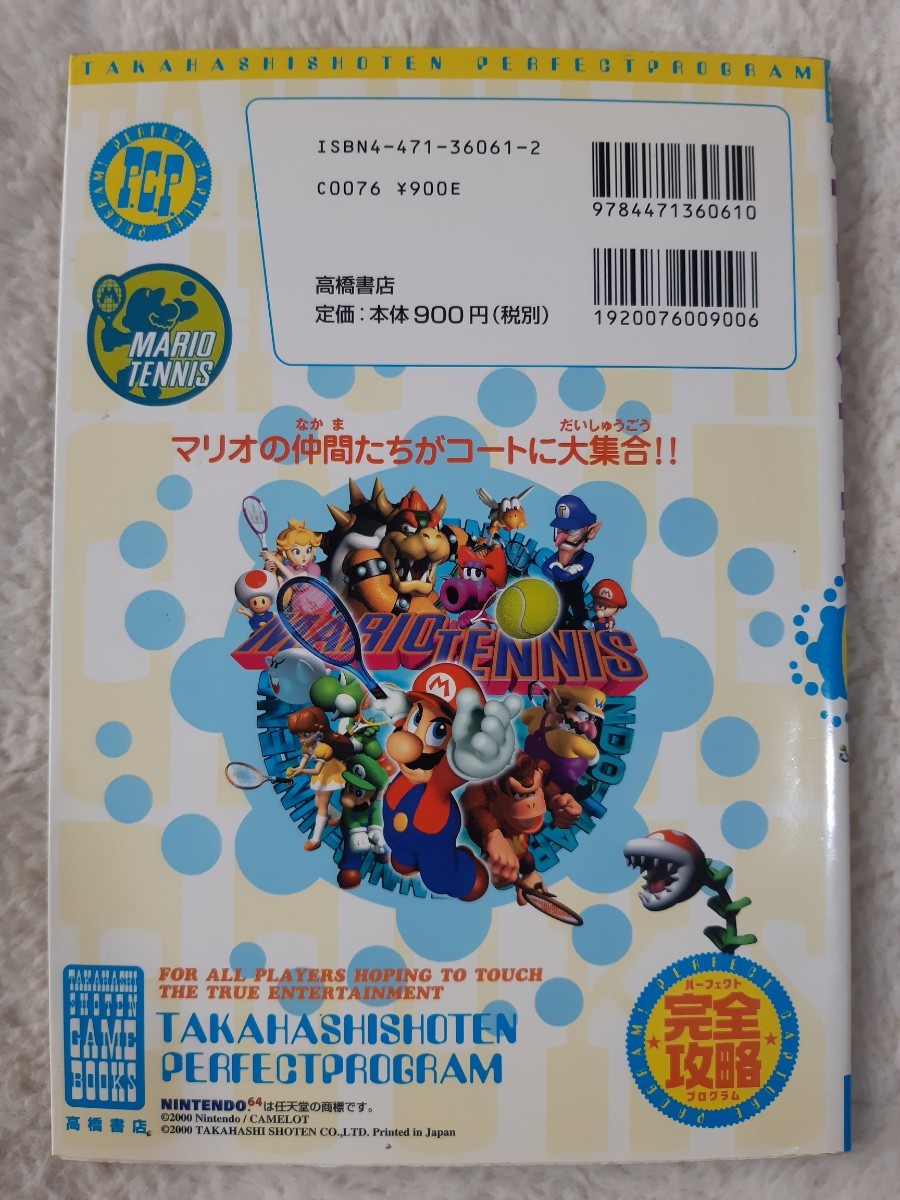 TAKAHASHISHOTEN PERFECTPROGRAM
PERFECT CAPTURE PROGRAM
P.C.P.
ISBN4-471-36061-2
C0076 ¥900E
9784471360610
高橋書店
定価:本体900円(税別)
1920076009006
MARIO
TENNIS
なかま だいしゅうごう
マリオの仲間たちがコートに大集合!!
MARIO TENNIS
FOR ALL PLAYERS HOPING TO TOUCH
THE TRUE ENTERTAINMENT
TAKAHASHISHOTEN
PERFECTPROGRAM
TAKAHASHI
SHOTEN
GAME
BOOKS
高橋書店
NINTENDO64は任天堂の商標です。
©2000 Nintendo / CAMELOT
©2000 TAKAHASHI SHOTEN CO.,LTD. Printed in Japan
PERFECT CAPTURE PROGRAM
パーフェクト
完全
攻略
プログラム